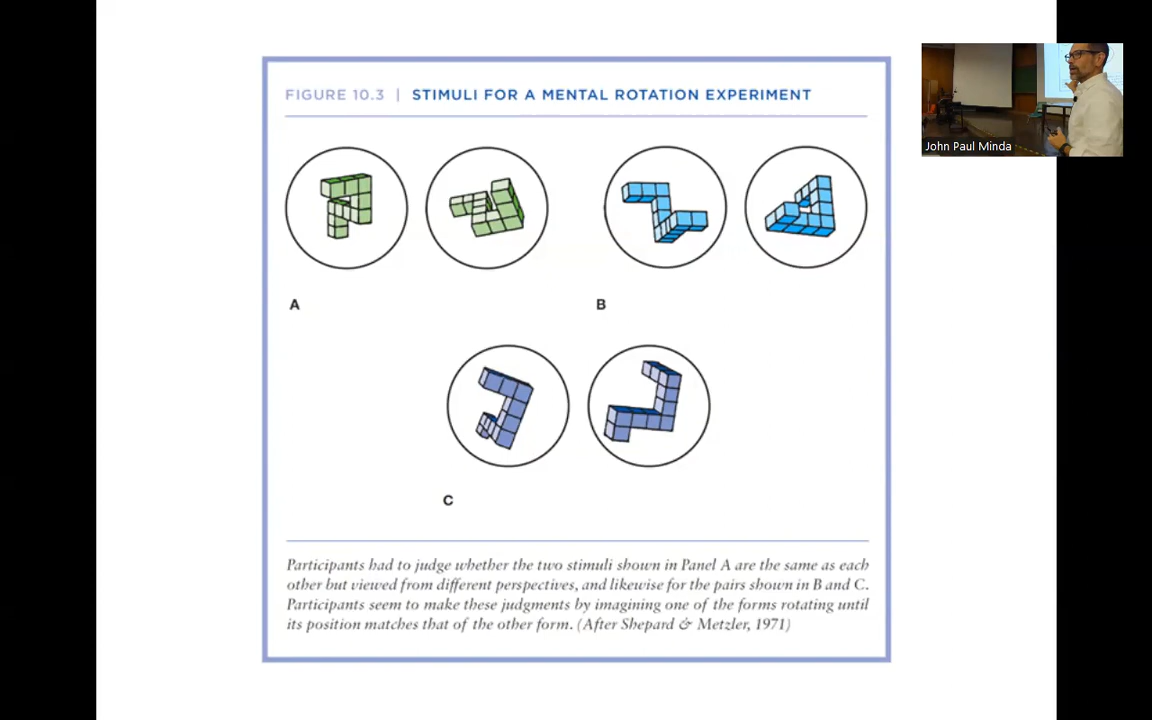 FIGURE 10.3 | STIMULI FOR A MENTAL ROTATION EXPERIMENT
John Paul Minda
A
B
C
Participants had to judge whether the two stimuli shown in Panel A are the same as each
other but viewed from different perspectives, and likewise for the pairs shown in B and C.
Participants seem to make these judgments by imagining one of the forms rotating until
its position matches that of the other form. (After Shepard & Metzler, 1971)